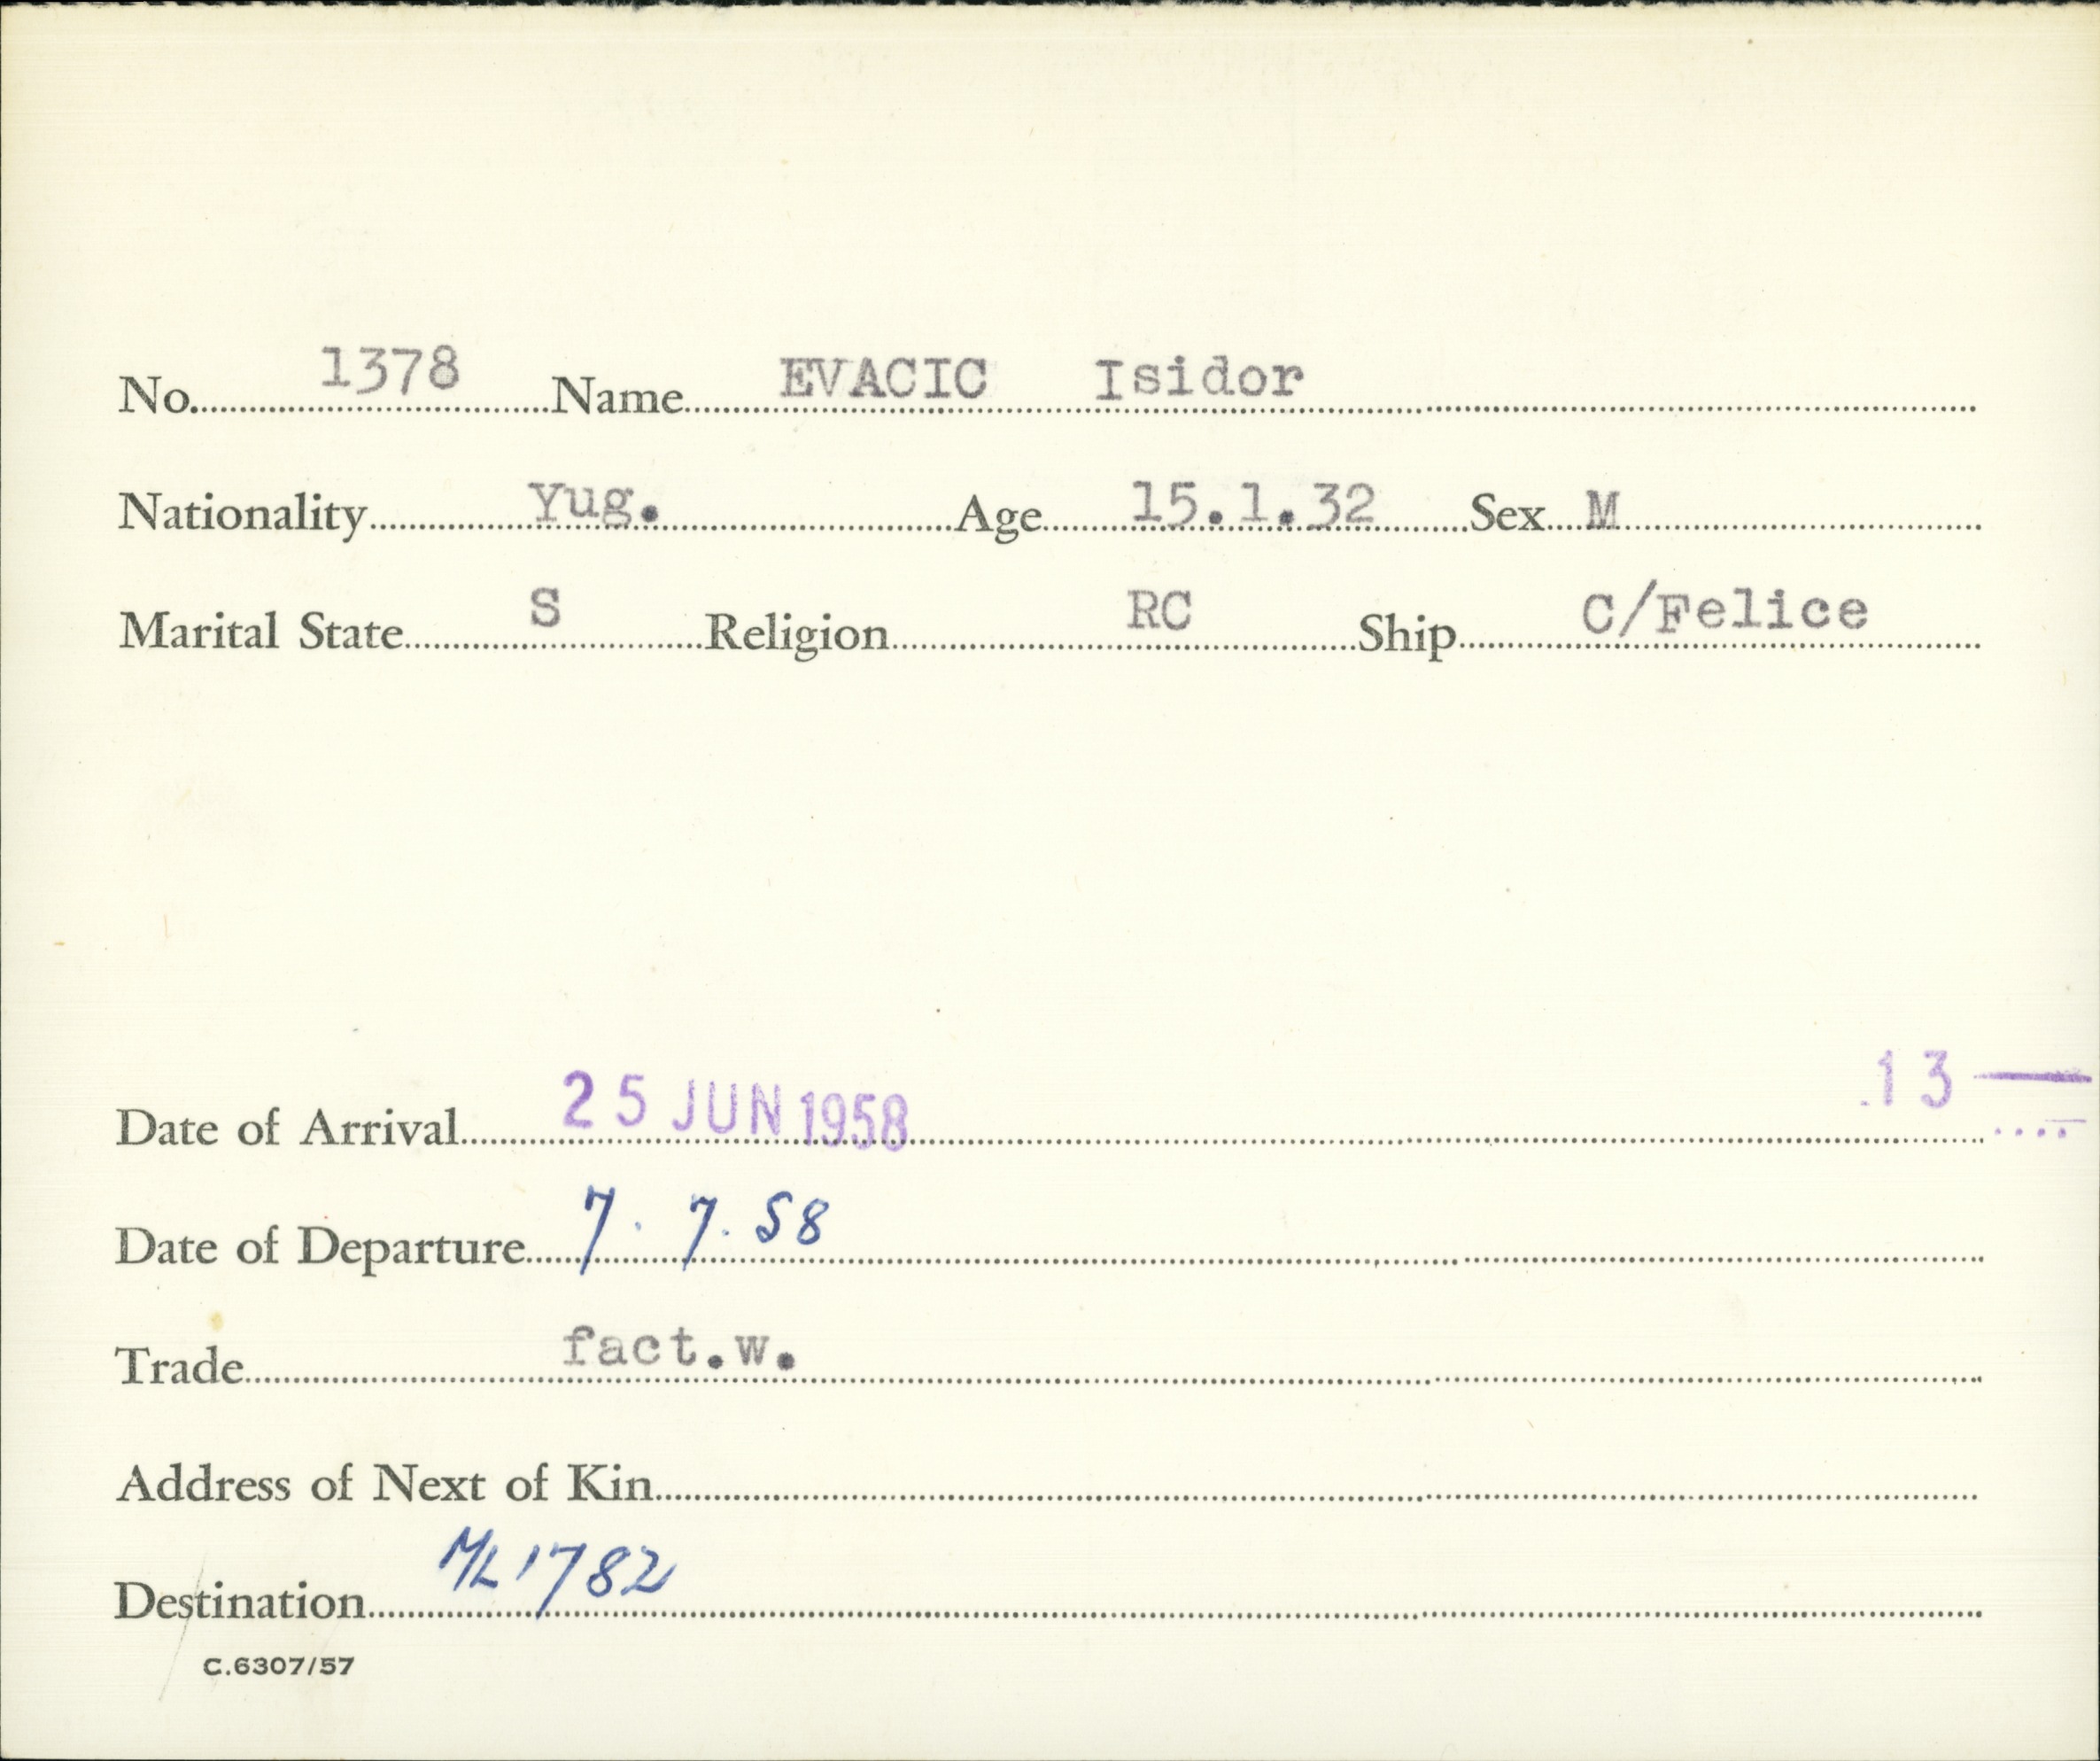 No. 1378 Name EVACIC Isidor
Nationality Yug. Age 15.1.32 Sex M
Marital State S Religion RC Ship C/Felice
.13
Date of Arrival 25 JUN 1958
Date of Departure 7. 7. 58
Trade fact.w.
Address of Next of Kin
Destination ML 1782
C.6307/57